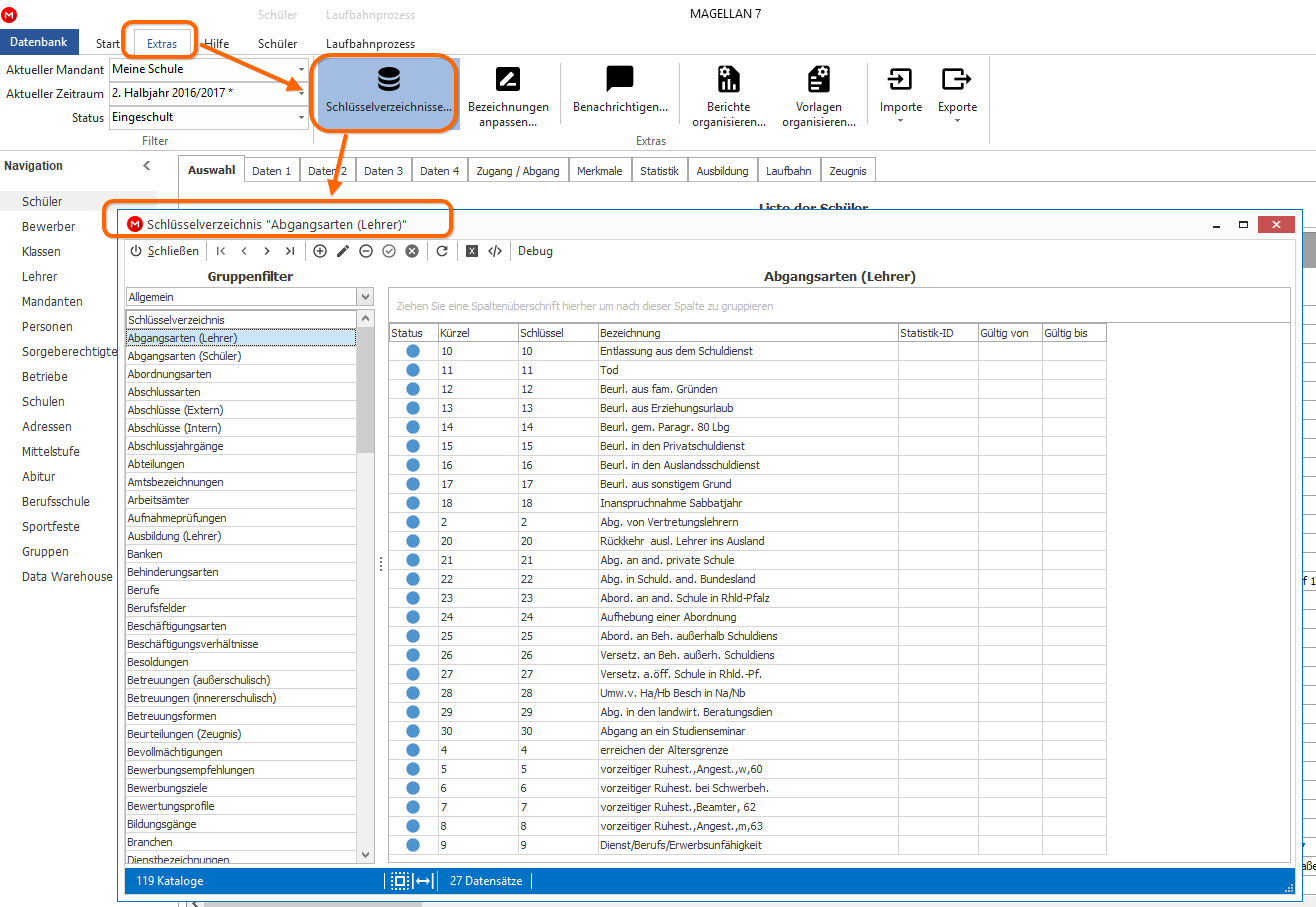 Schüler Laufbahnprozess MAGELLAN 7
Datenbank Start Extras Hilfe Schüler Laufbahnprozess
Aktueller Mandant Meine Schule
Aktueller Zeitraum 2. Halbjahr 2016/2017 *
Status Eingeschult
Filter
Schlüsselverzeichnisse...
Bezeichnungen anpassen...
Benachrichtigen...
Berichte organisieren...
Vorlagen organisieren...
Importe
Exporte
Extras
Navigation
Schüler
Bewerber
Klassen
Lehrer
Mandanten
Personen
Sorgeberechtigte
Betriebe
Schulen
Adressen
Mittelstufe
Abitur
Berufsschule
Sportfeste
Gruppen
Data Warehouse
Auswahl Daten 1 Daten 2 Daten 3 Daten 4 Zugang / Abgang Merkmale Statistik Ausbildung Laufbahn Zeugnis
Liste der Schüler
M Schlüsselverzeichnis "Abgangsarten (Lehrer)"
Schließen Debug
Gruppenfilter
Allgemein
Schlüsselverzeichnis
Abgangsarten (Lehrer)
Abgangsarten (Schüler)
Abordnungsarten
Abschlussarten
Abschlüsse (Extern)
Abschlüsse (Intern)
Abschlussjahrgänge
Abteilungen
Amtsbezeichnungen
Arbeitsämter
Aufnahmeprüfungen
Ausbildung (Lehrer)
Banken
Behinderungsarten
Berufe
Berufsfelder
Beschäftigungsarten
Beschäftigungsverhältnisse
Besoldungen
Betreuungen (außerschulisch)
Betreuungen (innererschulisch)
Betreuungsformen
Beurteilungen (Zeugnis)
Bevollmächtigungen
Bewerbungsempfehlungen
Bewerbungsziele
Bewertungsprofile
Bildungsgänge
Branchen
Dienstbezeichnungen
Abgangsarten (Lehrer)
Ziehen Sie eine Spaltenüberschrift hierher um nach dieser Spalte zu gruppieren
Status Kürzel Schlüssel Bezeichnung Statistik-ID Gültig von Gültig bis
10 10 Entlassung aus dem Schuldienst
11 11 Tod
12 12 Beurl. aus fam. Gründen
13 13 Beurl. aus Erziehungsurlaub
14 14 Beurl. gem. Paragr. 80 Lbg
15 15 Beurl. in den Privatschuldienst
16 16 Beurl. in den Auslandsschuldienst
17 17 Beurl. aus sonstigem Grund
18 18 Inanspruchnahme Sabbatjahr
2 2 Abg. von Vertretungslehrern
20 20 Rückkehr ausl. Lehrer ins Ausland
21 21 Abg. an and. private Schule
22 22 Abg. in Schuld. and. Bundesland
23 23 Abord. an and. Schule in Rhld-Pfalz
24 24 Aufhebung einer Abordnung
25 25 Abord. an Beh. außerhalb Schuldiens
26 26 Versetz. an Beh. außerh. Schuldiens
27 27 Versetz. a.öff. Schule in Rhld.-Pf.
28 28 Umw.v. Ha/Hb Besch in Na/Nb
29 29 Abg. in den landwirt. Beratungsdien
30 30 Abgang an ein Studienseminar
4 4 erreichen der Altersgrenze
5 5 vorzeitiger Ruhest.,Angest.,w,60
6 6 vorzeitiger Ruhest. bei Schwerbeh.
7 7 vorzeitiger Ruhest.,Beamter, 62
8 8 vorzeitiger Ruhest.,Angest.,m,63
9 9 Dienst/Berufs/Erwerbsunfähigkeit
119 Kataloge 27 Datensätze